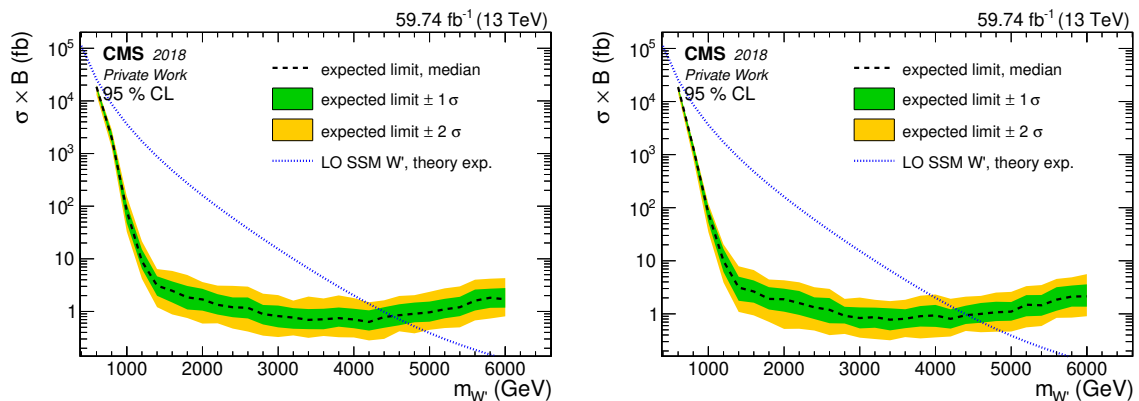 59.74 fb⁻¹ (13 TeV)
σ × B (fb)
10⁵
10⁴
10³
10²
10
1
CMS 2018
Private Work
95 % CL
expected limit, median
expected limit ± 1 σ
expected limit ± 2 σ
LO SSM W', theory exp.
1000 2000 3000 4000 5000 6000
m_W' (GeV)
59.74 fb⁻¹ (13 TeV)
σ × B (fb)
10⁵
10⁴
10³
10²
10
1
CMS 2018
Private Work
95 % CL
expected limit, median
expected limit ± 1 σ
expected limit ± 2 σ
LO SSM W', theory exp.
1000 2000 3000 4000 5000 6000
m_W' (GeV)